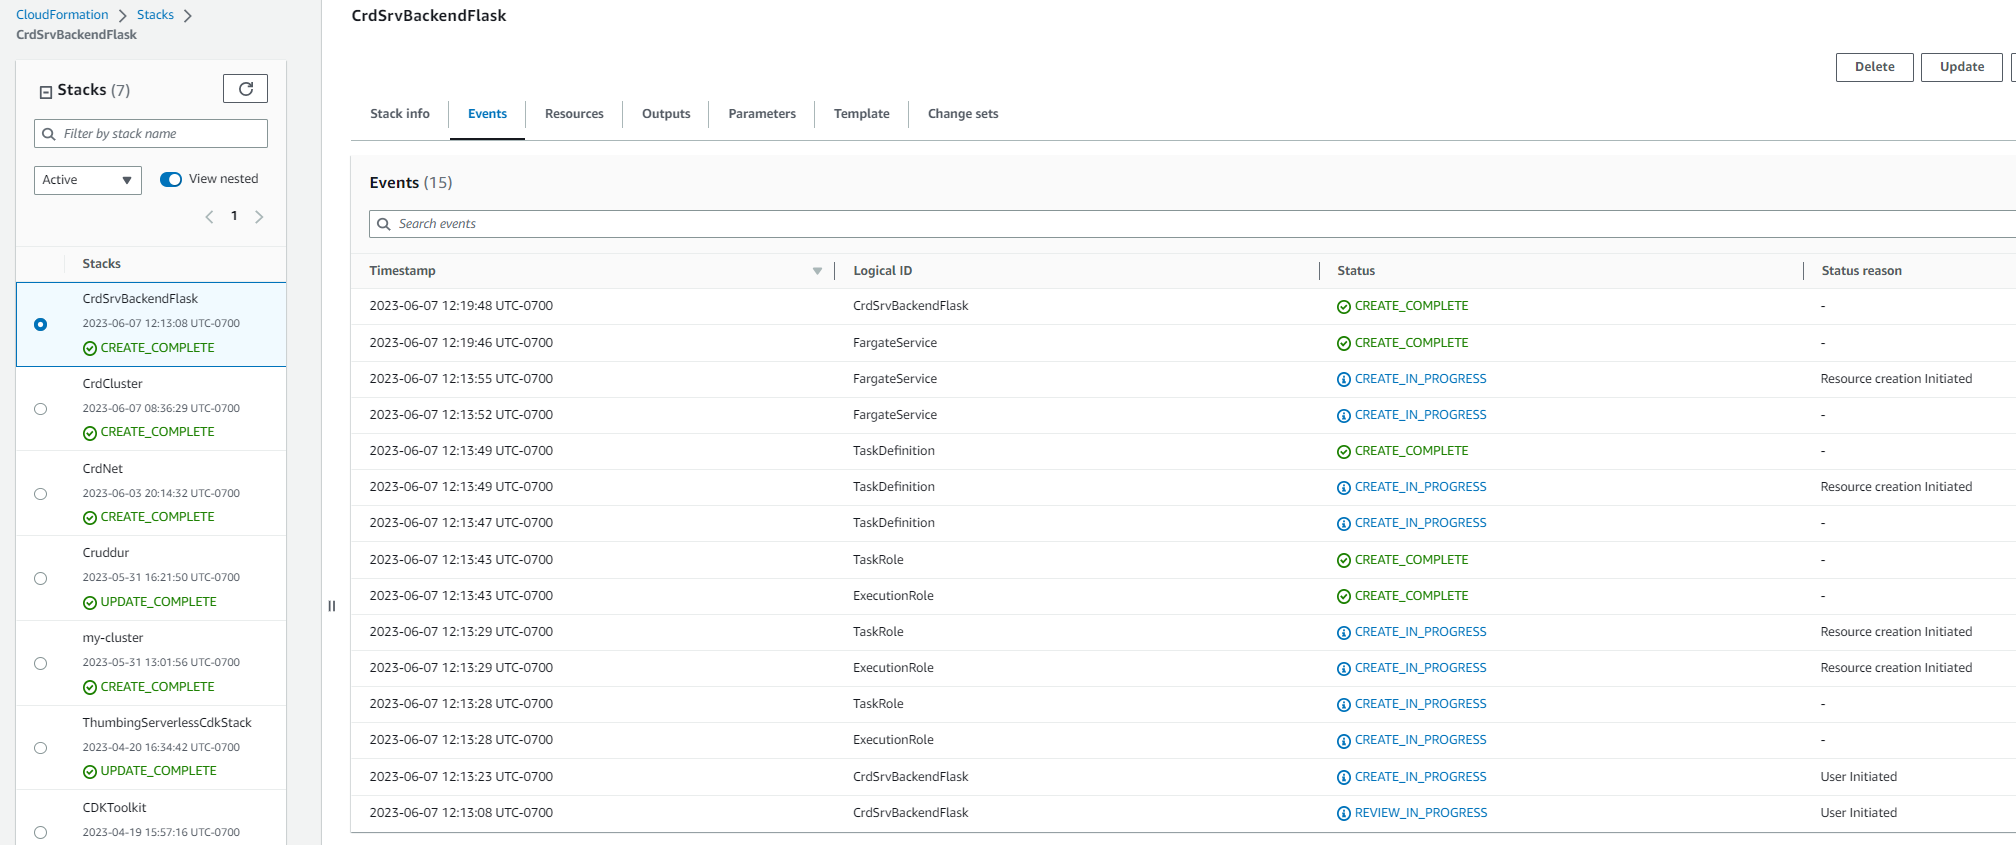 CloudFormation > Stacks >
CrdSrvBackendFlask
Stacks (7)
Filter by stack name
Active
View nested
1
Stacks
CrdSrvBackendFlask
2023-06-07 12:13:08 UTC-0700
CREATE_COMPLETE
CrdCluster
2023-06-07 08:36:29 UTC-0700
CREATE_COMPLETE
CrdNet
2023-06-03 20:14:32 UTC-0700
CREATE_COMPLETE
Cruddur
2023-05-31 16:21:50 UTC-0700
UPDATE_COMPLETE
my-cluster
2023-05-31 13:01:56 UTC-0700
CREATE_COMPLETE
ThumbingServerlessCdkStack
2023-04-20 16:34:42 UTC-0700
UPDATE_COMPLETE
CDKToolkit
2023-04-19 15:57:16 UTC-0700
CrdSrvBackendFlask
Delete Update
Stack info Events Resources Outputs Parameters Template Change sets
Events (15)
Search events
Timestamp Logical ID Status Status reason
2023-06-07 12:19:48 UTC-0700 CrdSrvBackendFlask CREATE_COMPLETE -
2023-06-07 12:19:46 UTC-0700 FargateService CREATE_COMPLETE -
2023-06-07 12:13:55 UTC-0700 FargateService CREATE_IN_PROGRESS Resource creation Initiated
2023-06-07 12:13:52 UTC-0700 FargateService CREATE_IN_PROGRESS -
2023-06-07 12:13:49 UTC-0700 TaskDefinition CREATE_COMPLETE -
2023-06-07 12:13:49 UTC-0700 TaskDefinition CREATE_IN_PROGRESS Resource creation Initiated
2023-06-07 12:13:47 UTC-0700 TaskDefinition CREATE_IN_PROGRESS -
2023-06-07 12:13:43 UTC-0700 TaskRole CREATE_COMPLETE -
2023-06-07 12:13:43 UTC-0700 ExecutionRole CREATE_COMPLETE -
2023-06-07 12:13:29 UTC-0700 TaskRole CREATE_IN_PROGRESS Resource creation Initiated
2023-06-07 12:13:29 UTC-0700 ExecutionRole CREATE_IN_PROGRESS Resource creation Initiated
2023-06-07 12:13:28 UTC-0700 TaskRole CREATE_IN_PROGRESS -
2023-06-07 12:13:28 UTC-0700 ExecutionRole CREATE_IN_PROGRESS -
2023-06-07 12:13:23 UTC-0700 CrdSrvBackendFlask CREATE_IN_PROGRESS User Initiated
2023-06-07 12:13:08 UTC-0700 CrdSrvBackendFlask REVIEW_IN_PROGRESS User Initiated